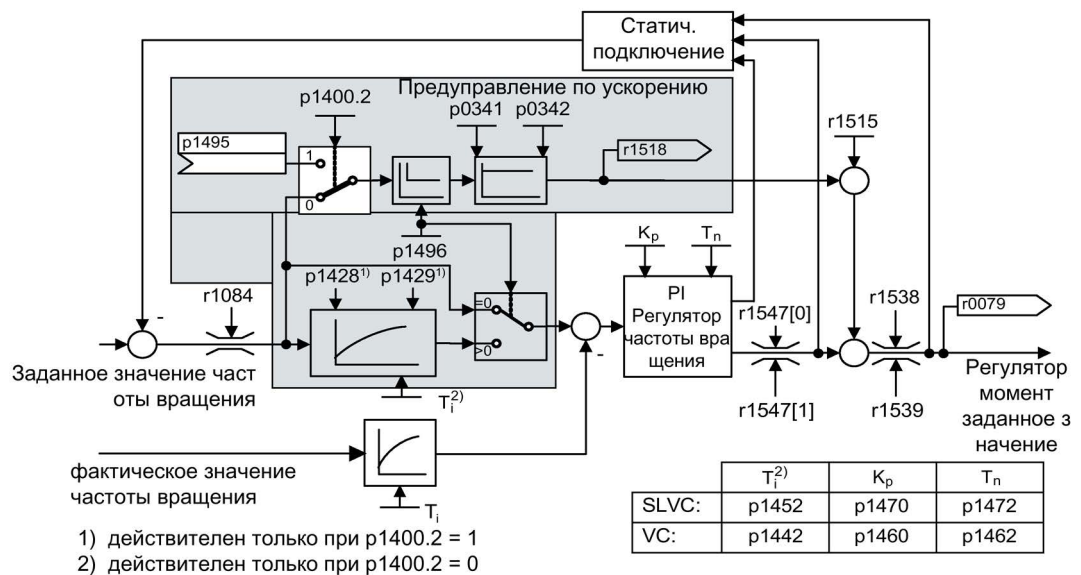 Статич.
подключение
Предуправление по ускорению
p1400.2
p0341
p0342
p1495
r1518
r1515
1
0
p1496
Kp
Tn
p1428¹⁾
p1429¹⁾
r1084
=0
>0
-
-
PI
Регулятор
частоты вра
щения
r1547[0]
r1538
r0079
r1547[1]
r1539
Заданное значение част
оты вращения
Ti²⁾
Регулятор
момент
заданное з
начение
фактическое значение
частоты вращения
Ti
Ti²⁾ Kp Tn
SLVC: p1452 p1470 p1472
VC: p1442 p1460 p1462
1) действителен только при p1400.2 = 1
2) действителен только при p1400.2 = 0